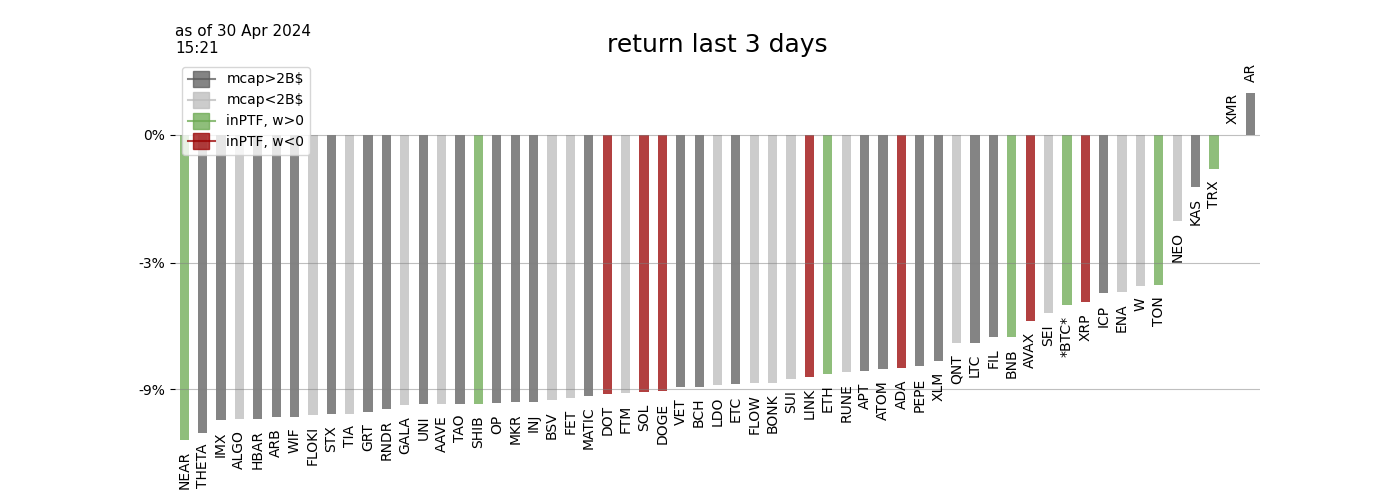 as of 30 Apr 2024
15:21
return last 3 days
mcap>2B$
mcap<2B$
inPTF, w>0
inPTF, w<0
0%
-3%
-9%
NEAR
THETA
IMX
ALGO
HBAR
ARB
WIF
FLOKI
STX
TIA
GRT
RNDR
GALA
UNI
AAVE
TAO
SHIB
OP
MKR
INJ
BSV
FET
MATIC
DOT
FTM
SOL
DOGE
VET
BCH
LDO
ETC
FLOW
BONK
SUI
LINK
ETH
RUNE
APT
ATOM
ADA
PEPE
XLM
QNT
LTC
FIL
BNB
AVAX
SEI
*BTC*
XRP
ICP
ENA
W
TON
NEO
KAS
TRX
XMR
AR